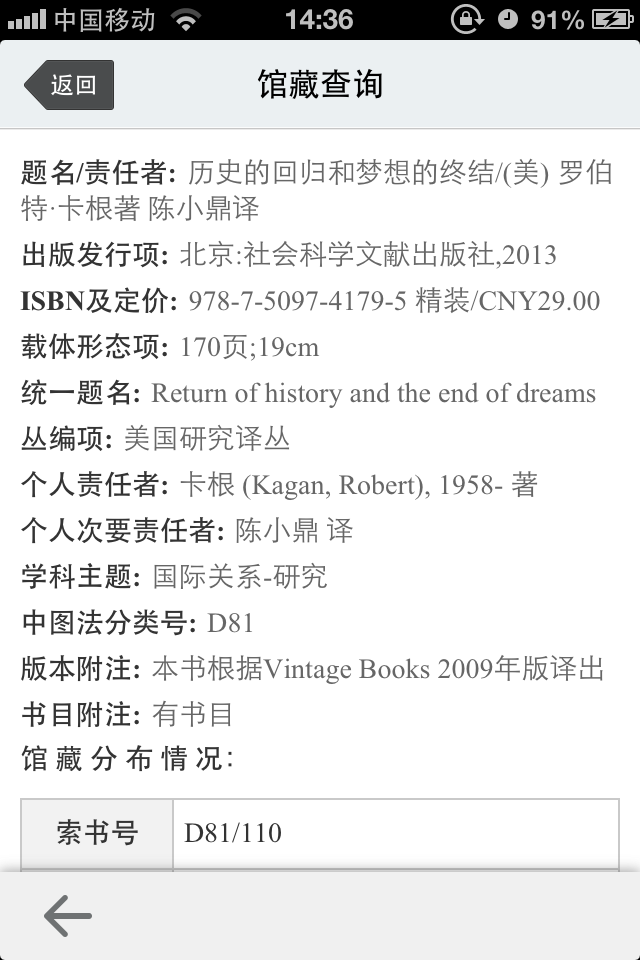 中国移动 14:36 91%
返回 馆藏查询
题名/责任者: 历史的回归和梦想的终结/(美) 罗伯
特·卡根著 陈小鼎译
出版发行项: 北京:社会科学文献出版社,2013
ISBN及定价: 978-7-5097-4179-5 精装/CNY29.00
载体形态项: 170页;19cm
统一题名: Return of history and the end of dreams
丛编项: 美国研究译丛
个人责任者: 卡根 (Kagan, Robert), 1958- 著
个人次要责任者: 陈小鼎 译
学科主题: 国际关系-研究
中图法分类号: D81
版本附注: 本书根据Vintage Books 2009年版译出
书目附注: 有书目
馆藏分布情况:
索书号 D81/110